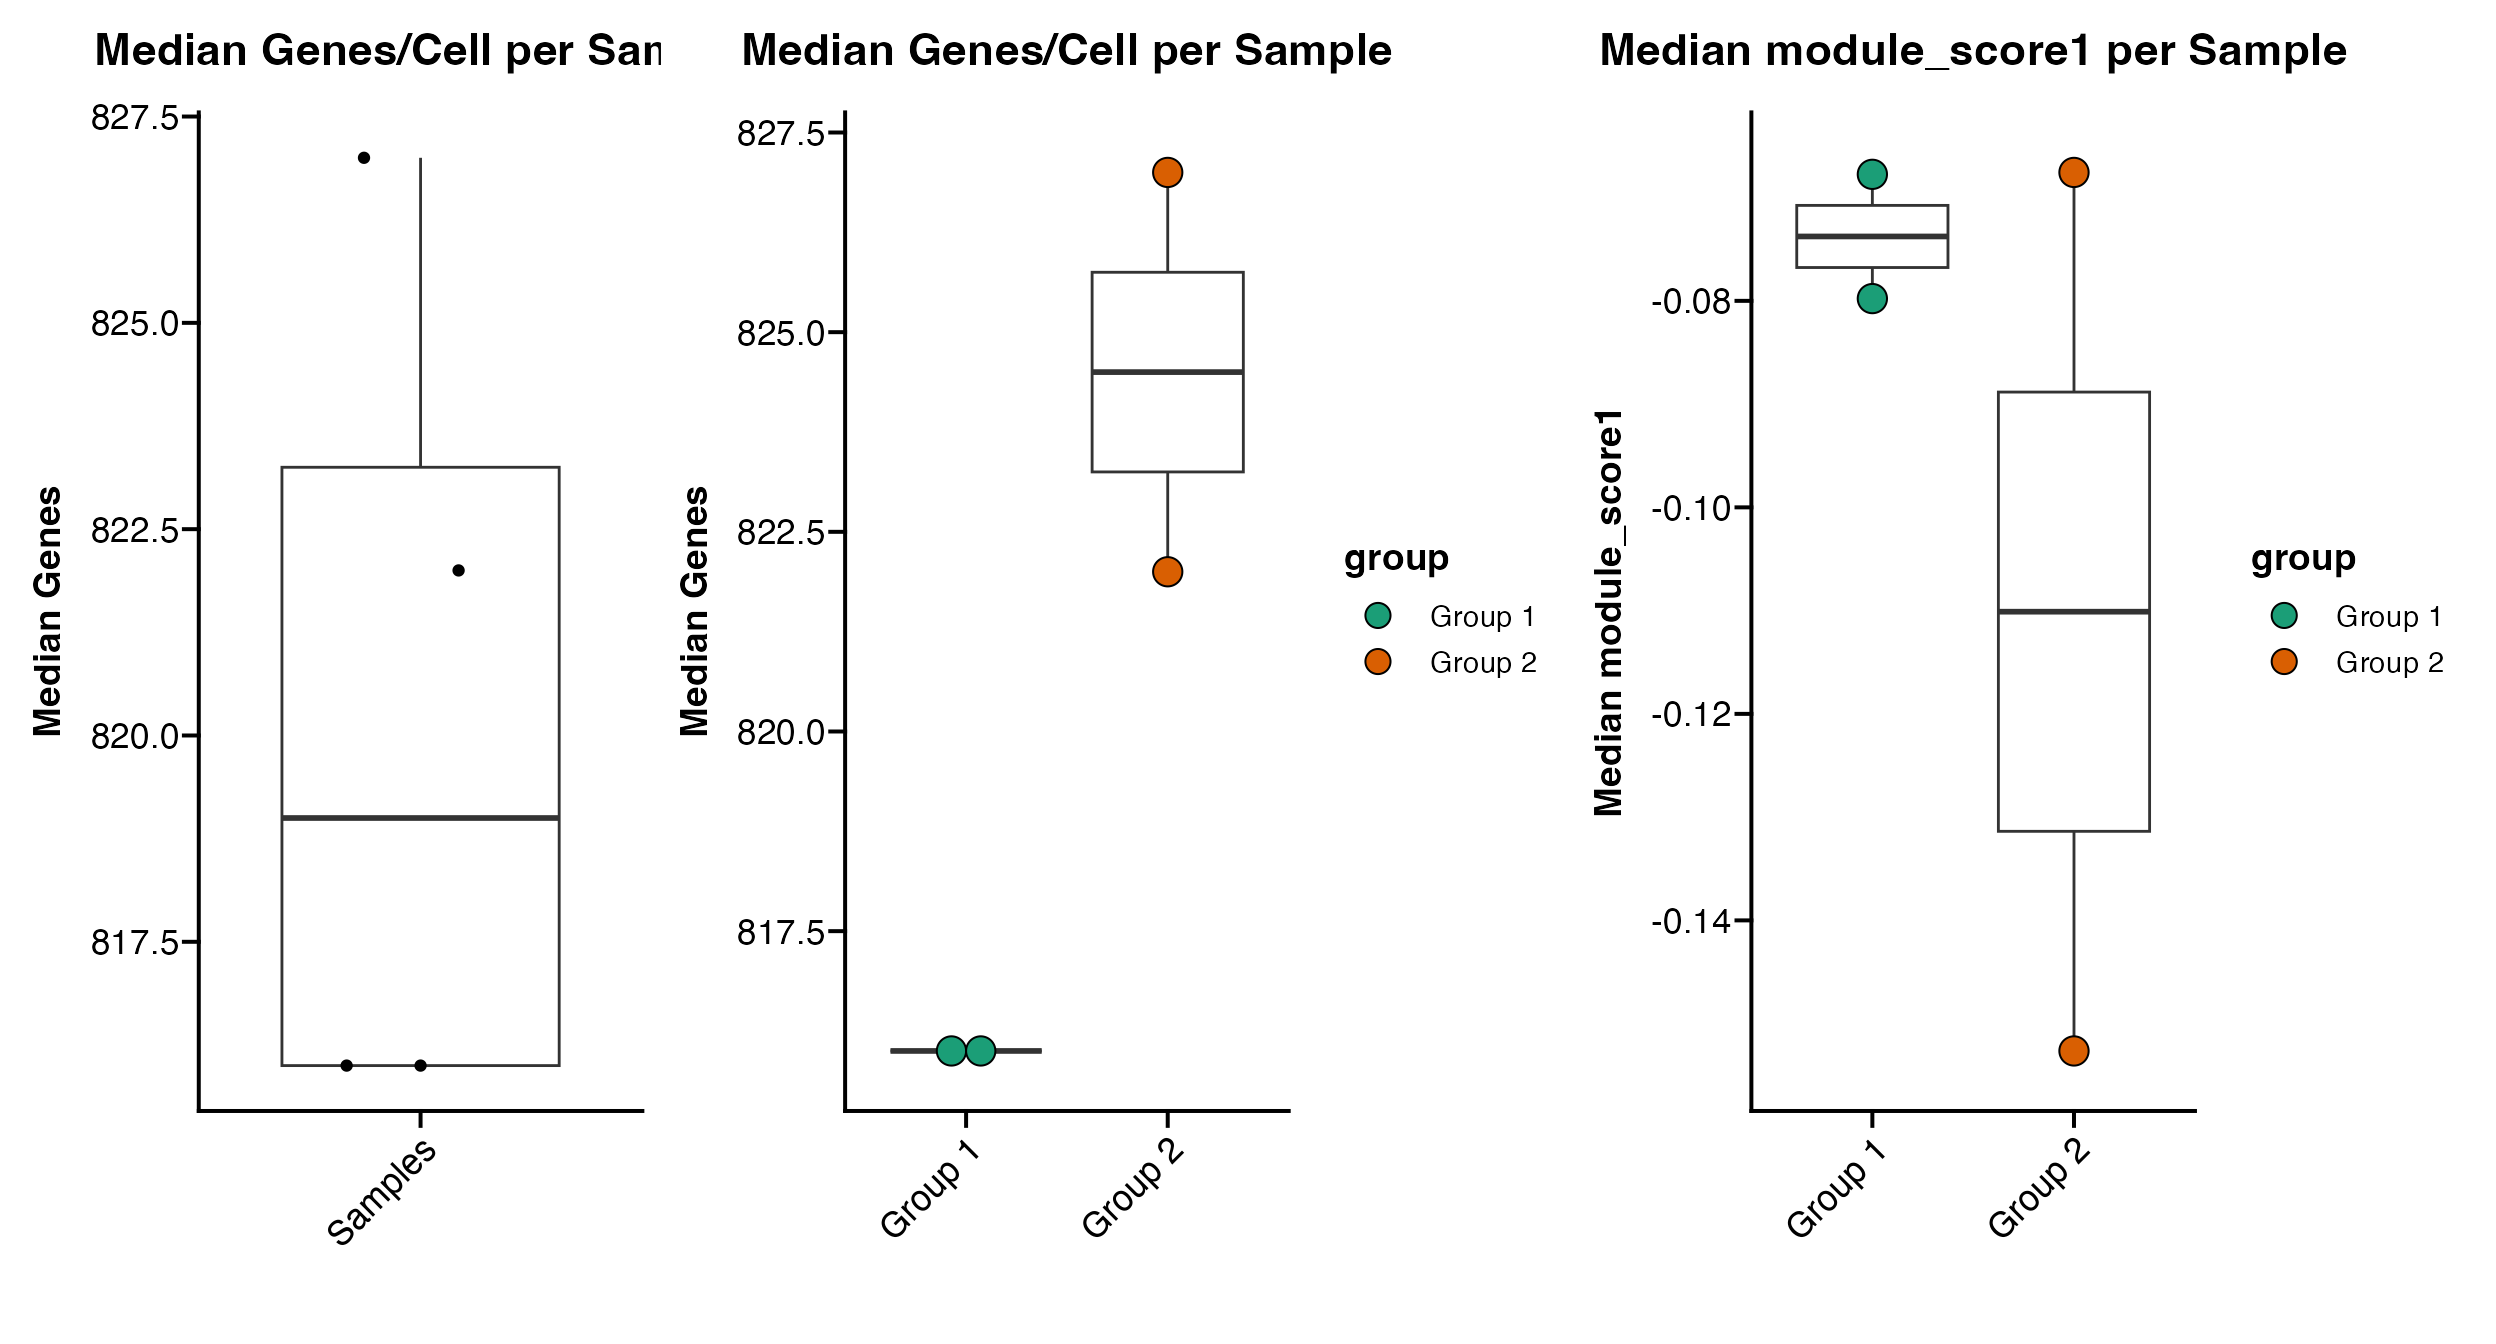 Median Genes/Cell per San
Median Genes
827.5
825.0
822.5
820.0
817.5
Samples
Median Genes/Cell per Sample
Median Genes
827.5
825.0
822.5
820.0
817.5
Group 1
Group 2
group
Group 1
Group 2
Median module_score1 per Sample
Median module_score1
-0.08
-0.10
-0.12
-0.14
Group 1
Group 2
group
Group 1
Group 2